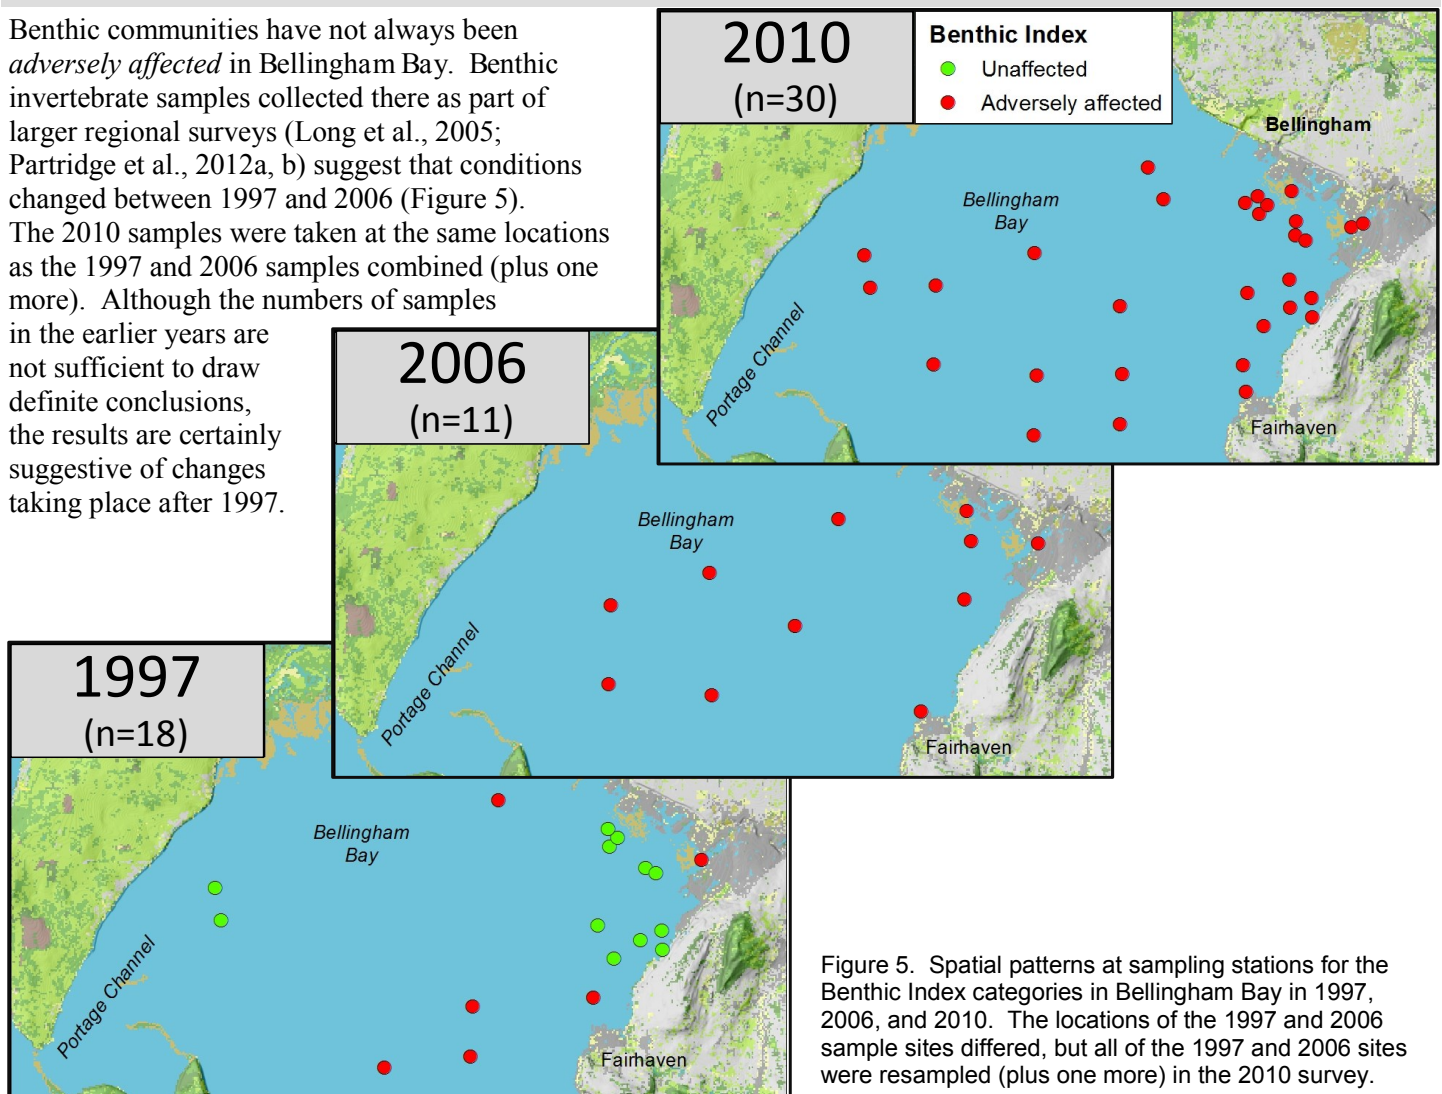 Benthic communities have not always been
adversely affected in Bellingham Bay. Benthic
invertebrate samples collected there as part of
larger regional surveys (Long et al., 2005;
Partridge et al., 2012a, b) suggest that conditions
changed between 1997 and 2006 (Figure 5).
The 2010 samples were taken at the same locations
as the 1997 and 2006 samples combined (plus one
more). Although the numbers of samples
in the earlier years are
not sufficient to draw
definite conclusions,
the results are certainly
suggestive of changes
taking place after 1997.
2010
(n=30)
Benthic Index
Unaffected
Adversely affected
Bellingham
Bellingham
Bay
Portage Channel
Fairhaven
2006
(n=11)
Bellingham
Bay
Portage Channel
Fairhaven
1997
(n=18)
Bellingham
Bay
Portage Channel
Fairhaven
Figure 5. Spatial patterns at sampling stations for the
Benthic Index categories in Bellingham Bay in 1997,
2006, and 2010. The locations of the 1997 and 2006
sample sites differed, but all of the 1997 and 2006 sites
were resampled (plus one more) in the 2010 survey.